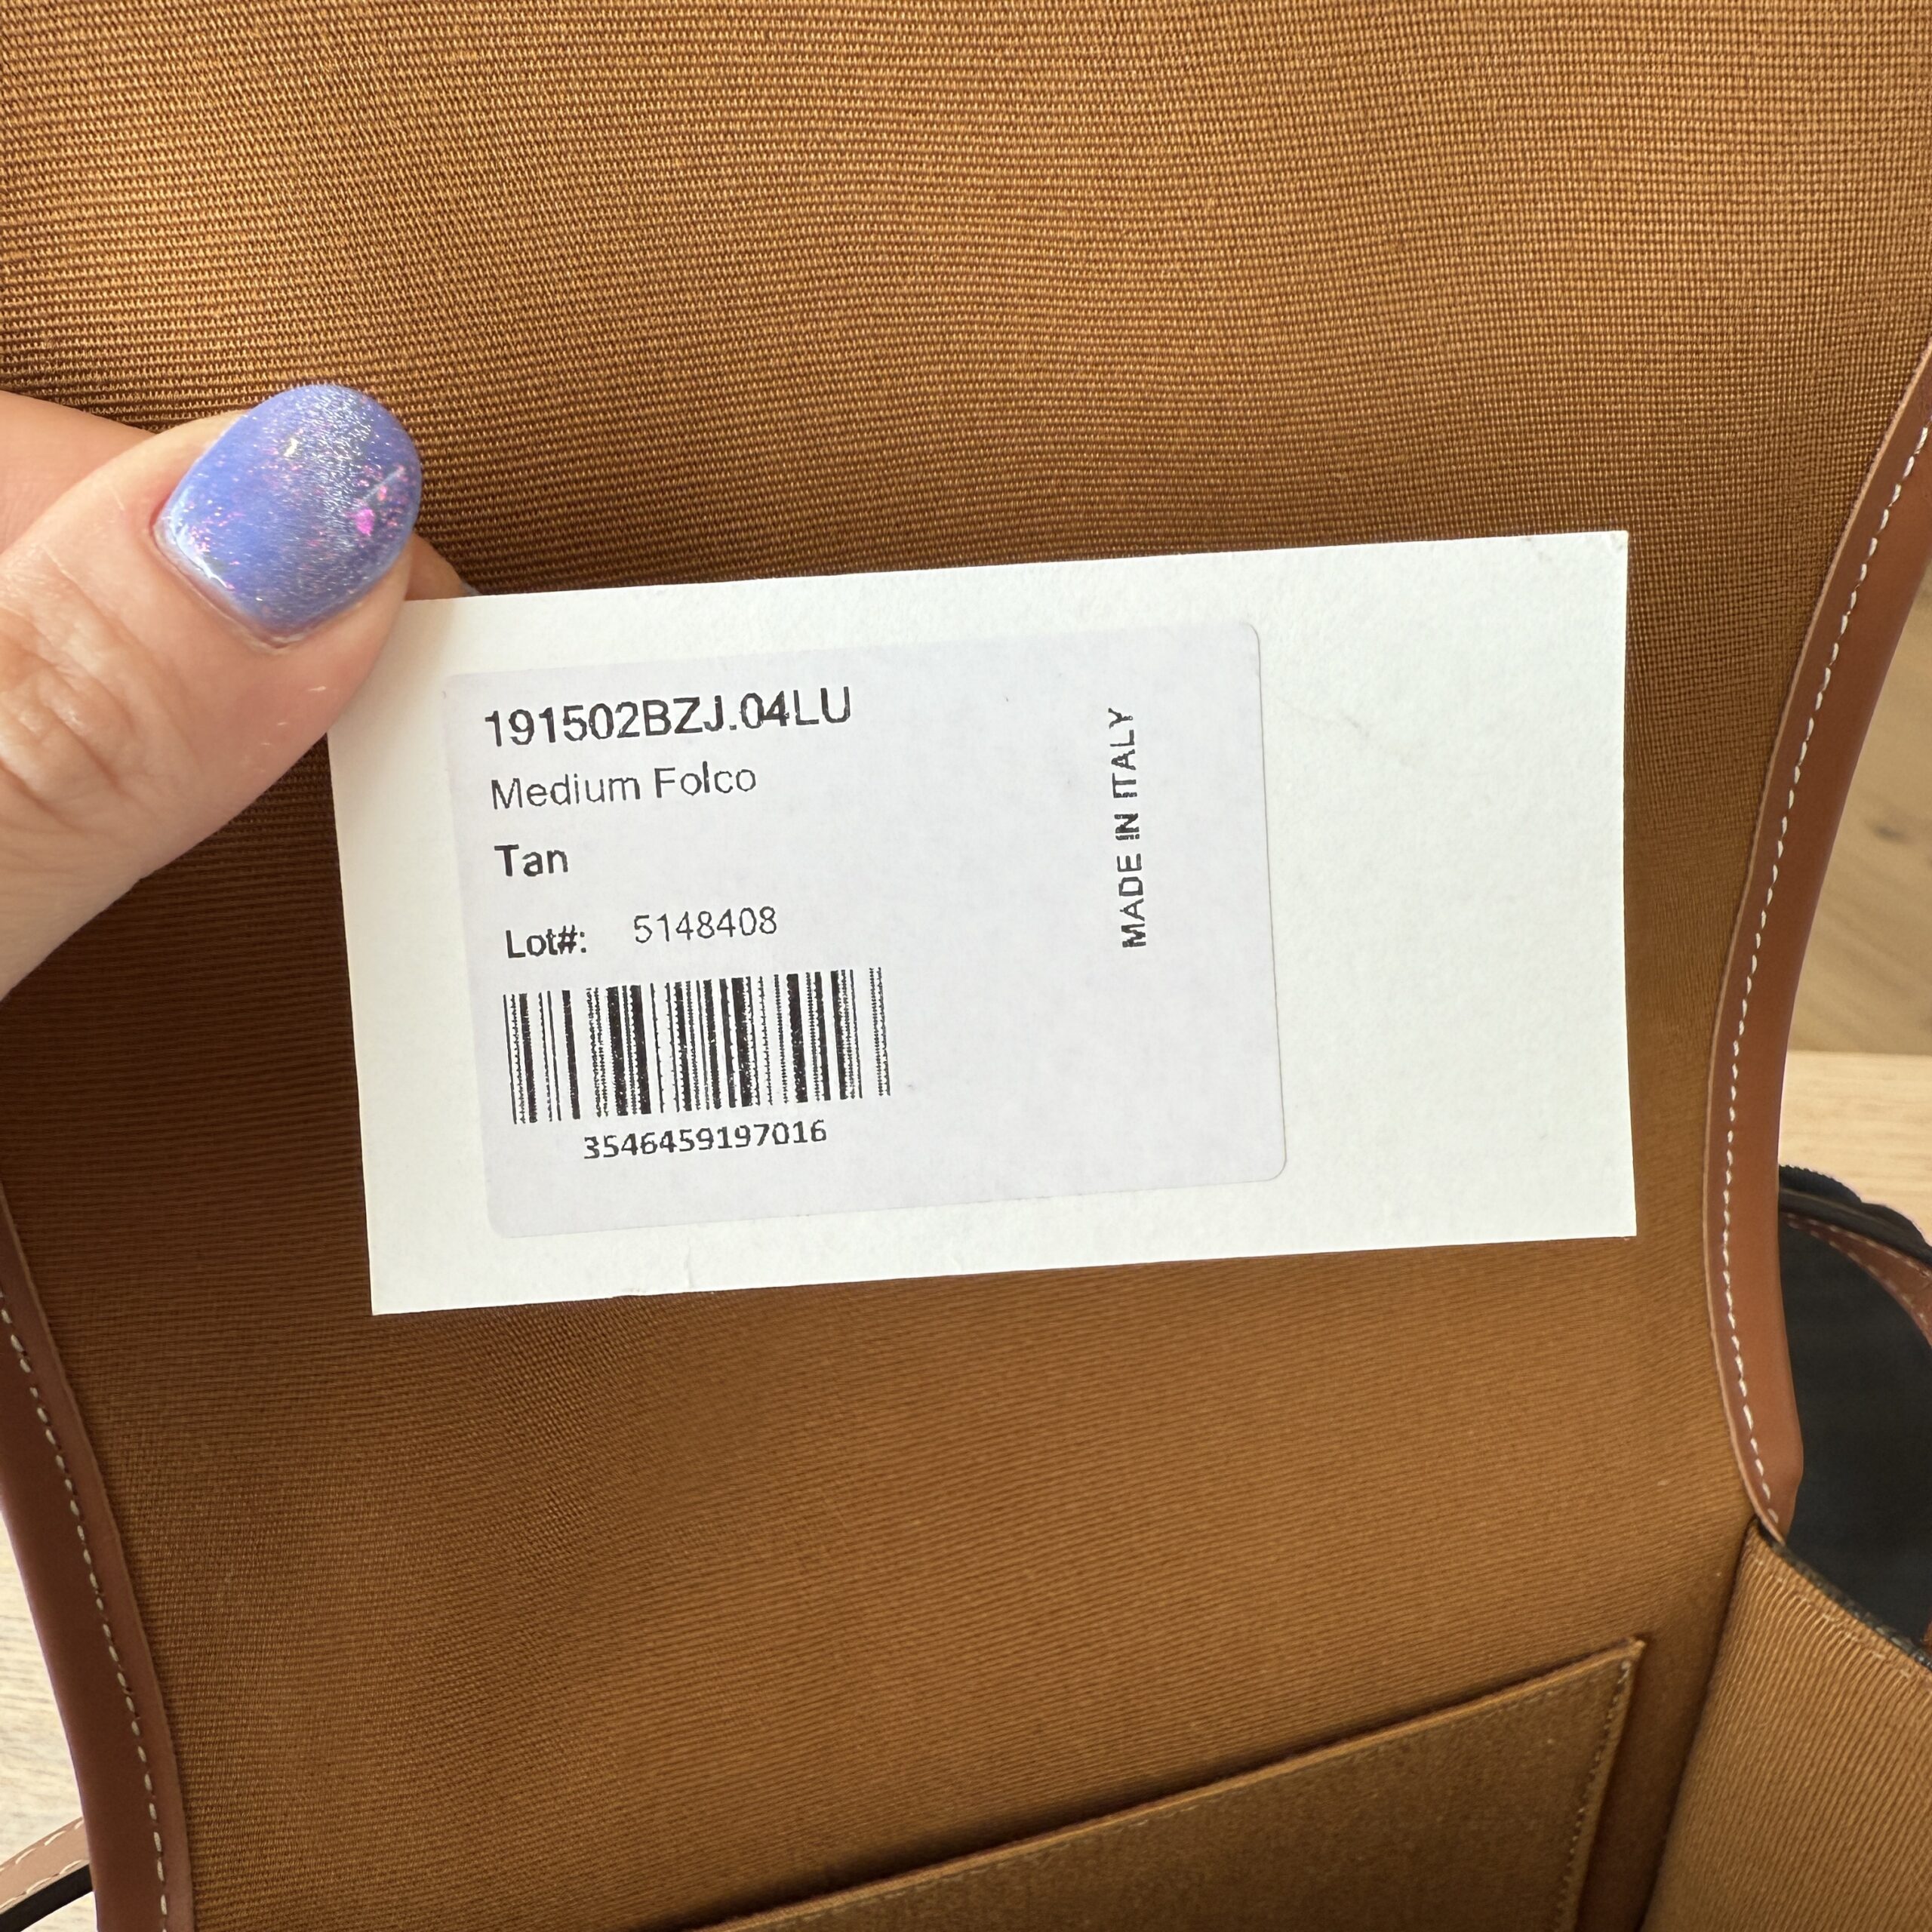 191502BZJ.04LU
Medium Folco
Tan
Lot#: 5148408
3546459197016
MADE IN ITALY